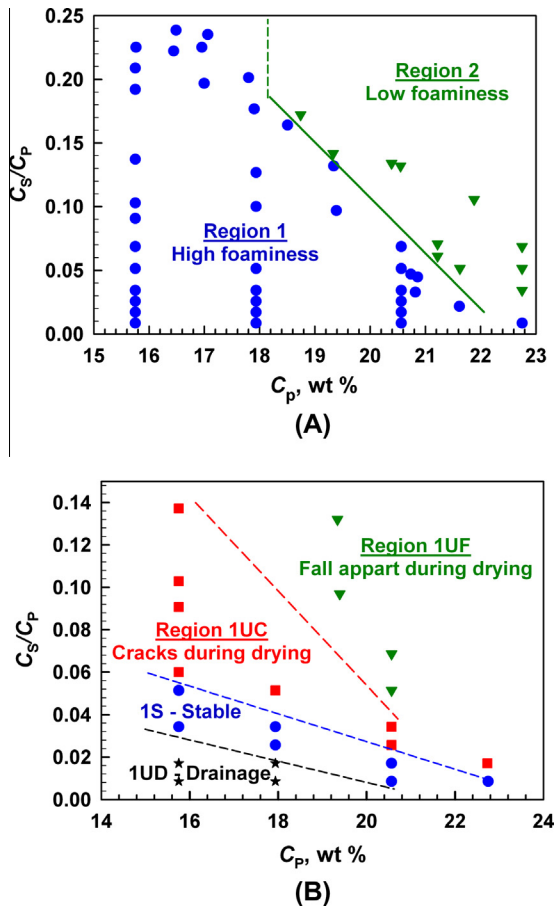 0.25
0.20
0.15
0.10
0.05
0.00
C_S/C_P
Region 2
Low foaminess
Region 1
High foaminess
15 16 17 18 19 20 21 22 23
C_p, wt %
(A)
0.14
0.12
0.10
0.08
0.06
0.04
0.02
0.00
C_S/C_P
Region 1UF
Fall appart during drying
Region 1UC
Cracks during drying
1S - Stable
1UD - Drainage
14 16 18 20 22 24
C_P, wt %
(B)